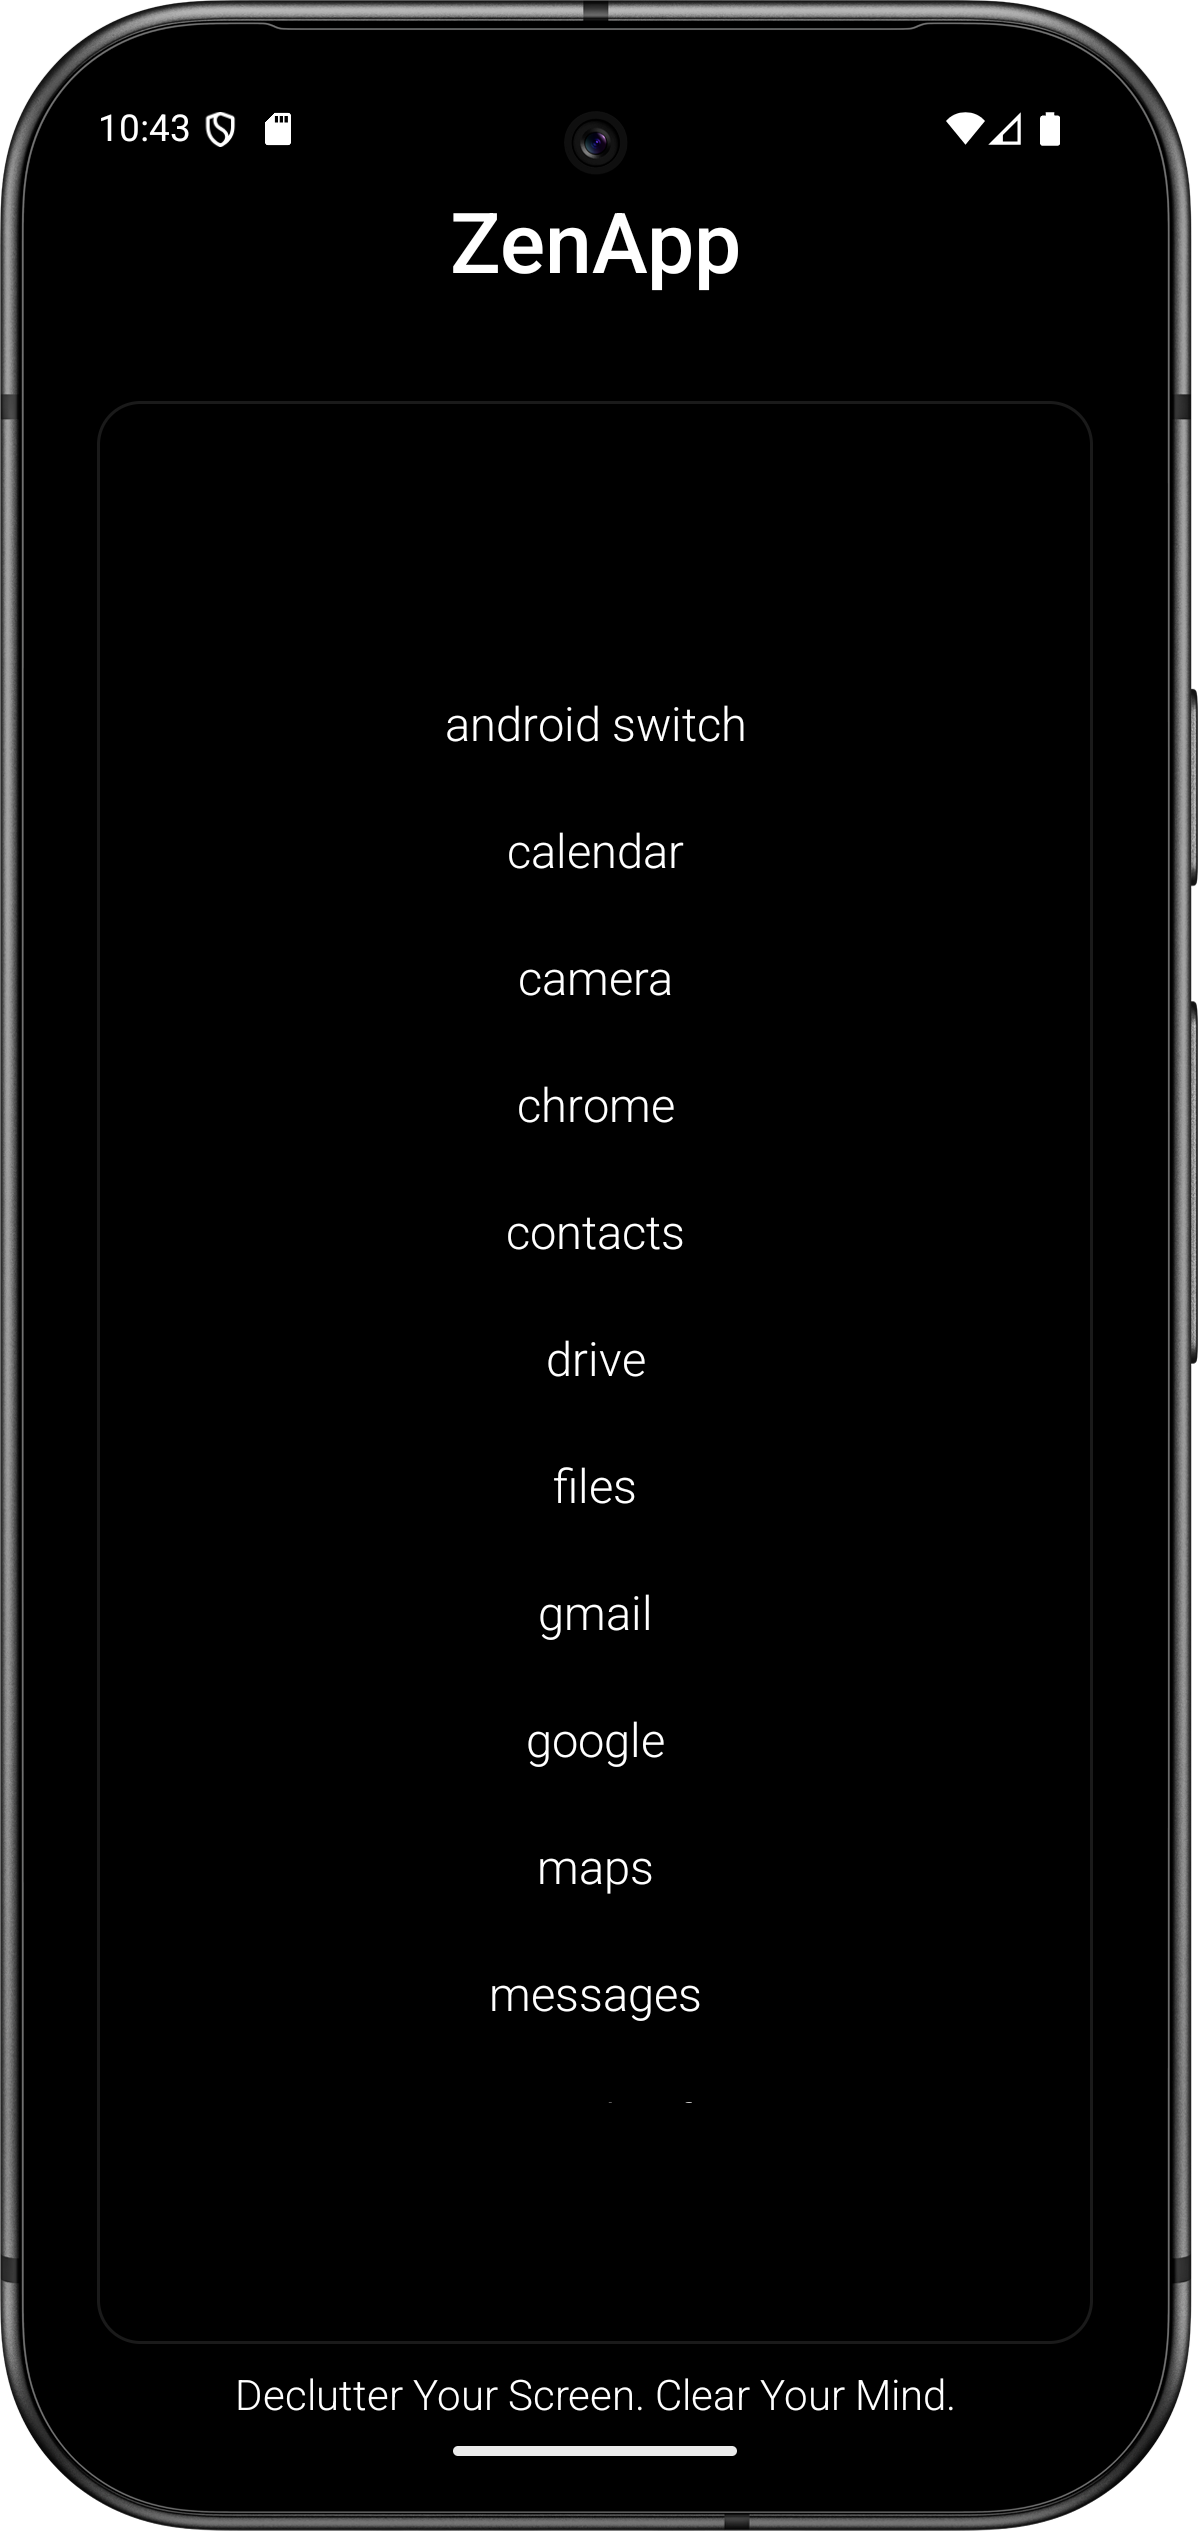 10:43
ZenApp
android switch
calendar
camera
chrome
contacts
drive
files
gmail
google
maps
messages
Declutter Your Screen. Clear Your Mind.